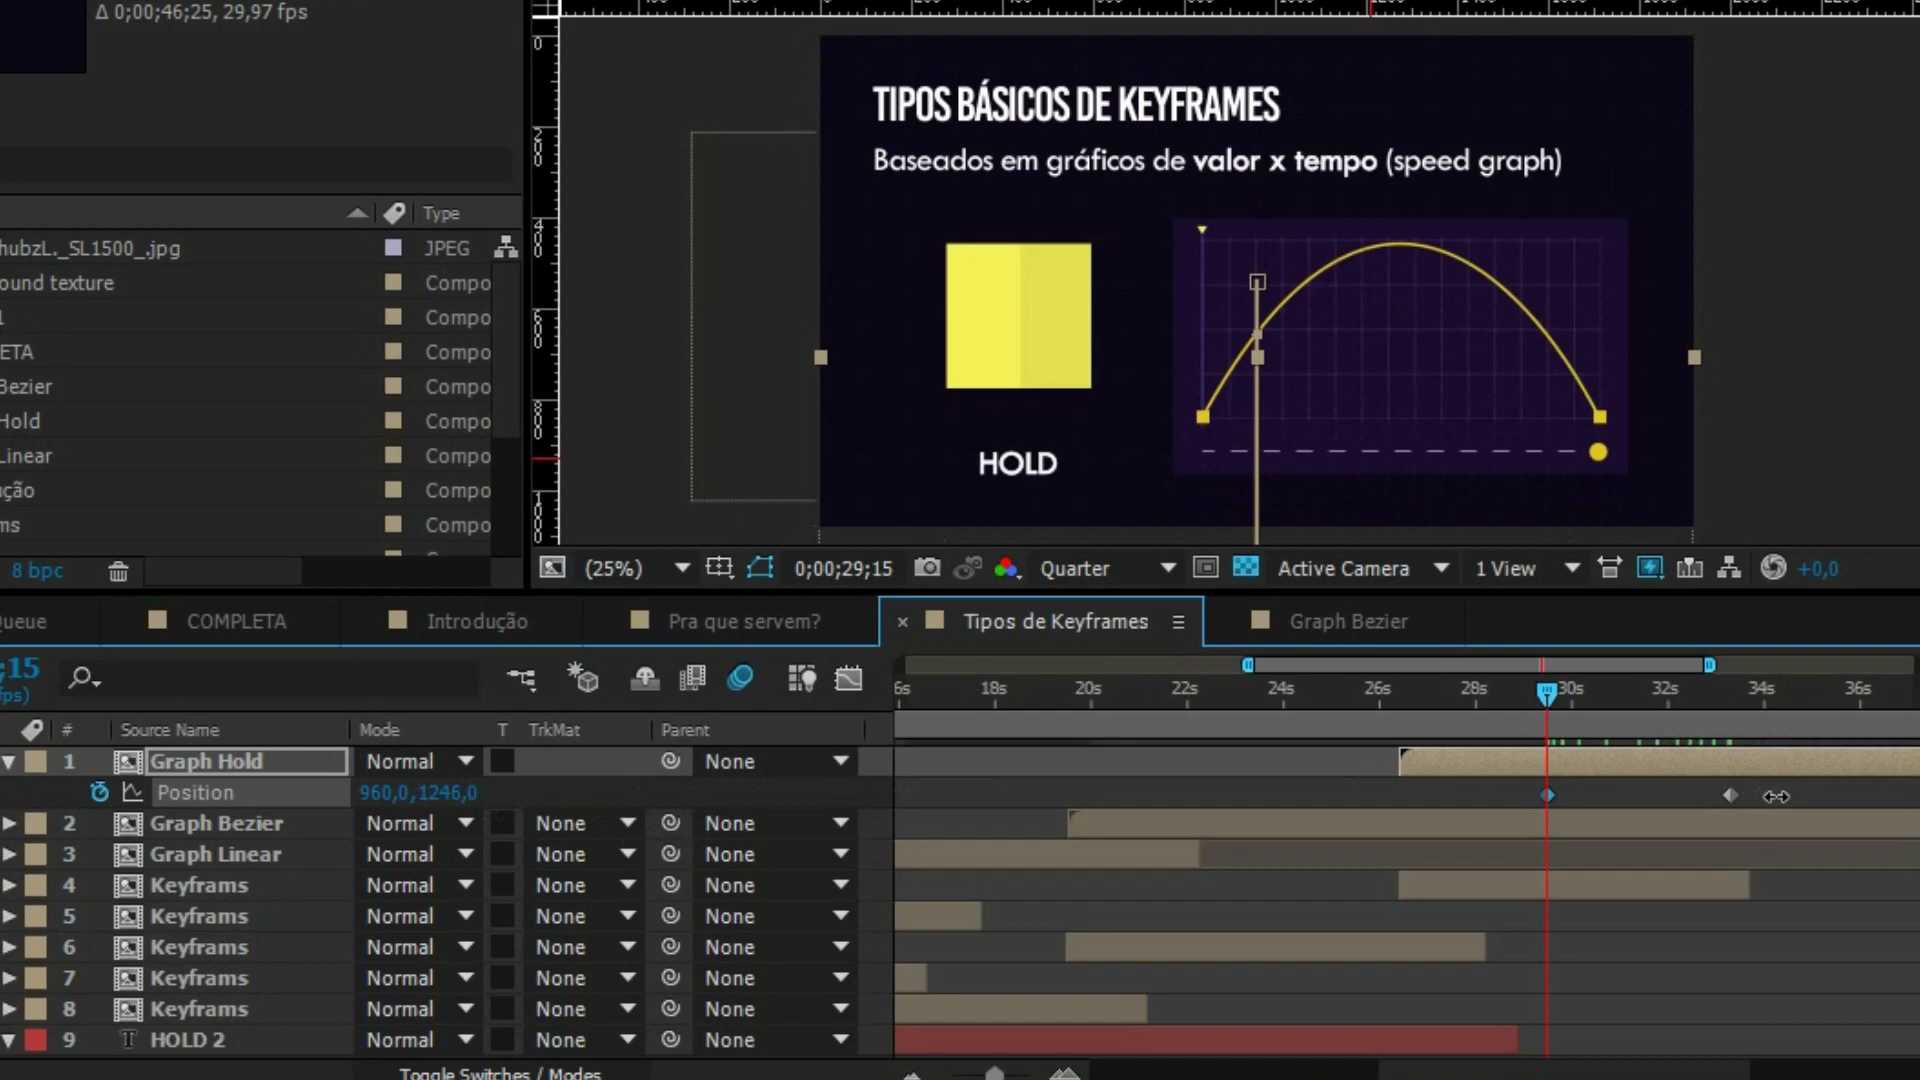 Δ 0;00;46;25, 29,97 fps
TIPOS BÁSICOS DE KEYFRAMES
Baseados em gráficos de valor x tempo (speed graph)
HOLD
Type
hubzL._SL1500_.jpg JPEG
ound texture Compo
Compo
ETA Compo
Bezier Compo
Hold Compo
Linear Compo
ução Compo
ms Compo
8 bpc
(25%) 0;00;29;15 Quarter Active Camera 1 View +0,0
Queue COMPLETA Introdução Pra que servem? × Tipos de Keyframes Graph Bezier
;15
fps)
6s 18s 20s 22s 24s 26s 28s 30s 32s 34s 36s
# Source Name Mode T TrkMat Parent
1 Graph Hold Normal None
Position 960,0,1246,0
2 Graph Bezier Normal None None
3 Graph Linear Normal None None
4 Keyframs Normal None None
5 Keyframs Normal None None
6 Keyframs Normal None None
7 Keyframs Normal None None
8 Keyframs Normal None None
9 T HOLD 2 Normal None None
Toggle Switches / Modes